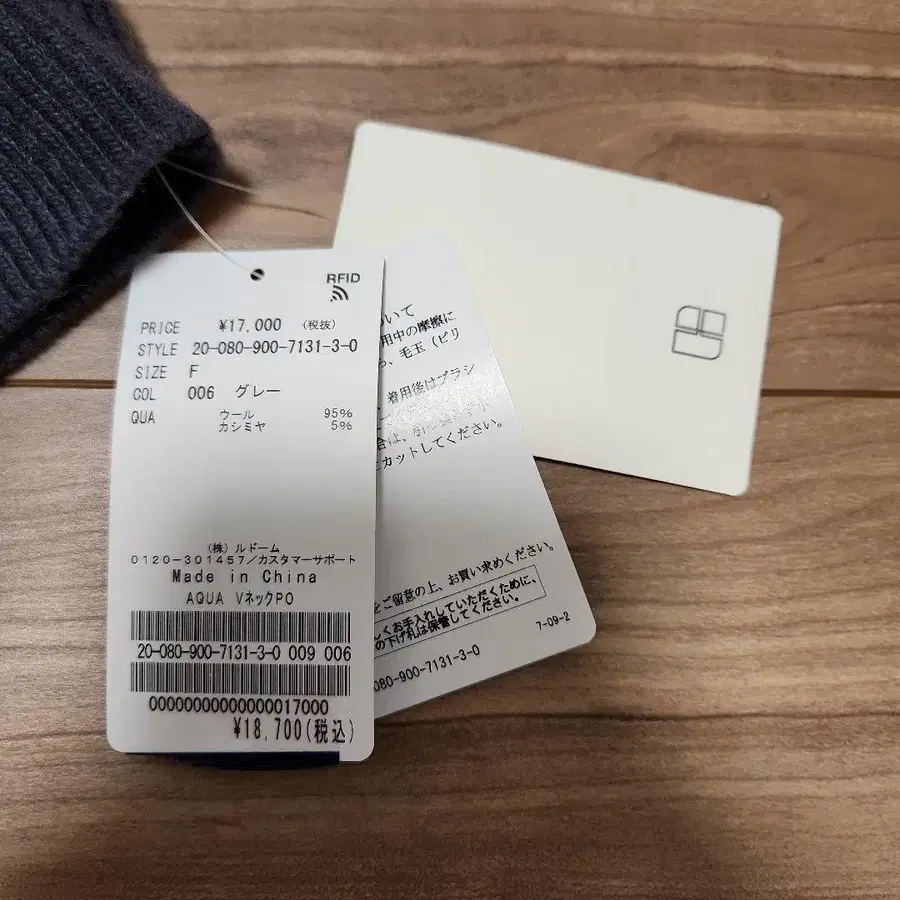 RFID
PRICE ¥17,000 (税抜)
STYLE 20-080-900-7131-3-0
SIZE F
COL 006 グレー
QUA ウール 95%
カシミヤ 5%
(株)ルドーム
0120-301457/カスタマーサポート
Made in China
AQUA VネックPO
20-080-900-7131-3-0 009 006
00000000000000017000
¥18,700(税込)
ついて
用中の摩擦に
毛玉(ピリ
着用後はブラシ
カットしてください。
をご留意の上、お買い求めください。
しくお手入れしていただくために、
の下げ札は保管してください。
7-09-2
080-900-7131-3-0